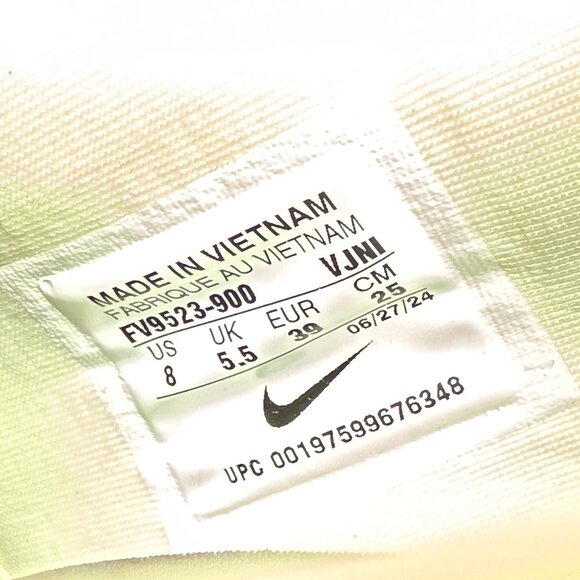 MADE IN VIETNAM
FABRIQUE AU VIETNAM
FV9523-900 VJNI
US UK EUR CM
8 5.5 39 25
06/27/24
UPC 00197599676348